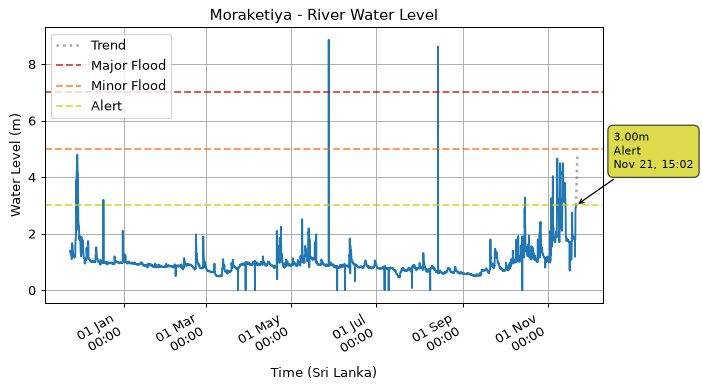 Moraketiya - River Water Level
Trend
Major Flood
Minor Flood
Alert
Water Level (m)
8
6
4
2
0
3.00m
Alert
Nov 21, 15:02
01 Jan
00:00
01 Mar
00:00
01 May
00:00
01 Jul
00:00
01 Sep
00:00
01 Nov
00:00
Time (Sri Lanka)